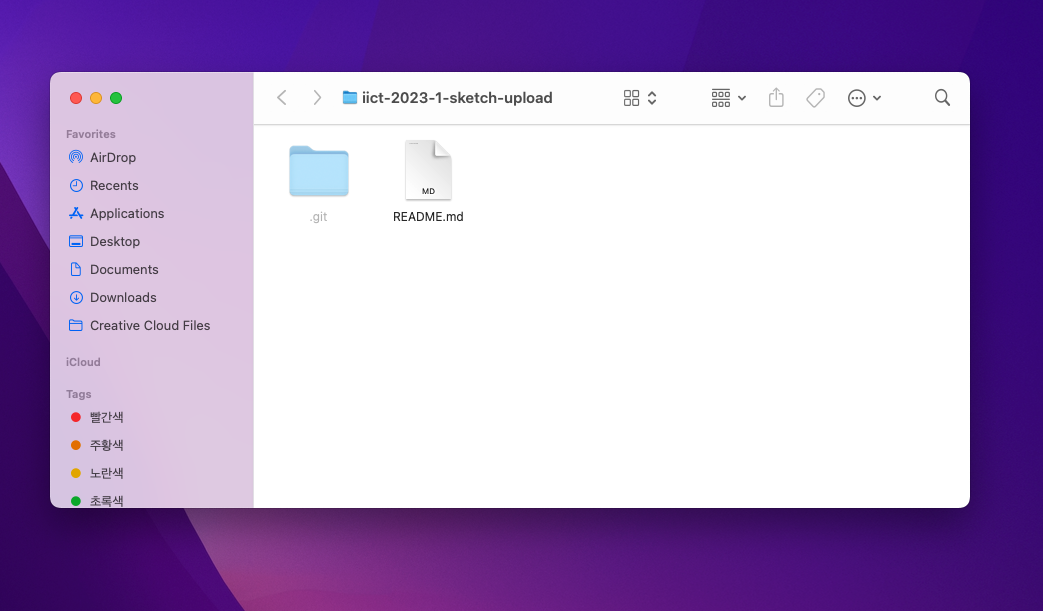 iict-2023-1-sketch-upload
Favorites
AirDrop
Recents
Applications
Desktop
Documents
Downloads
Creative Cloud Files
iCloud
Tags
빨간색
주황색
노란색
초록색
.git
MD
README.md